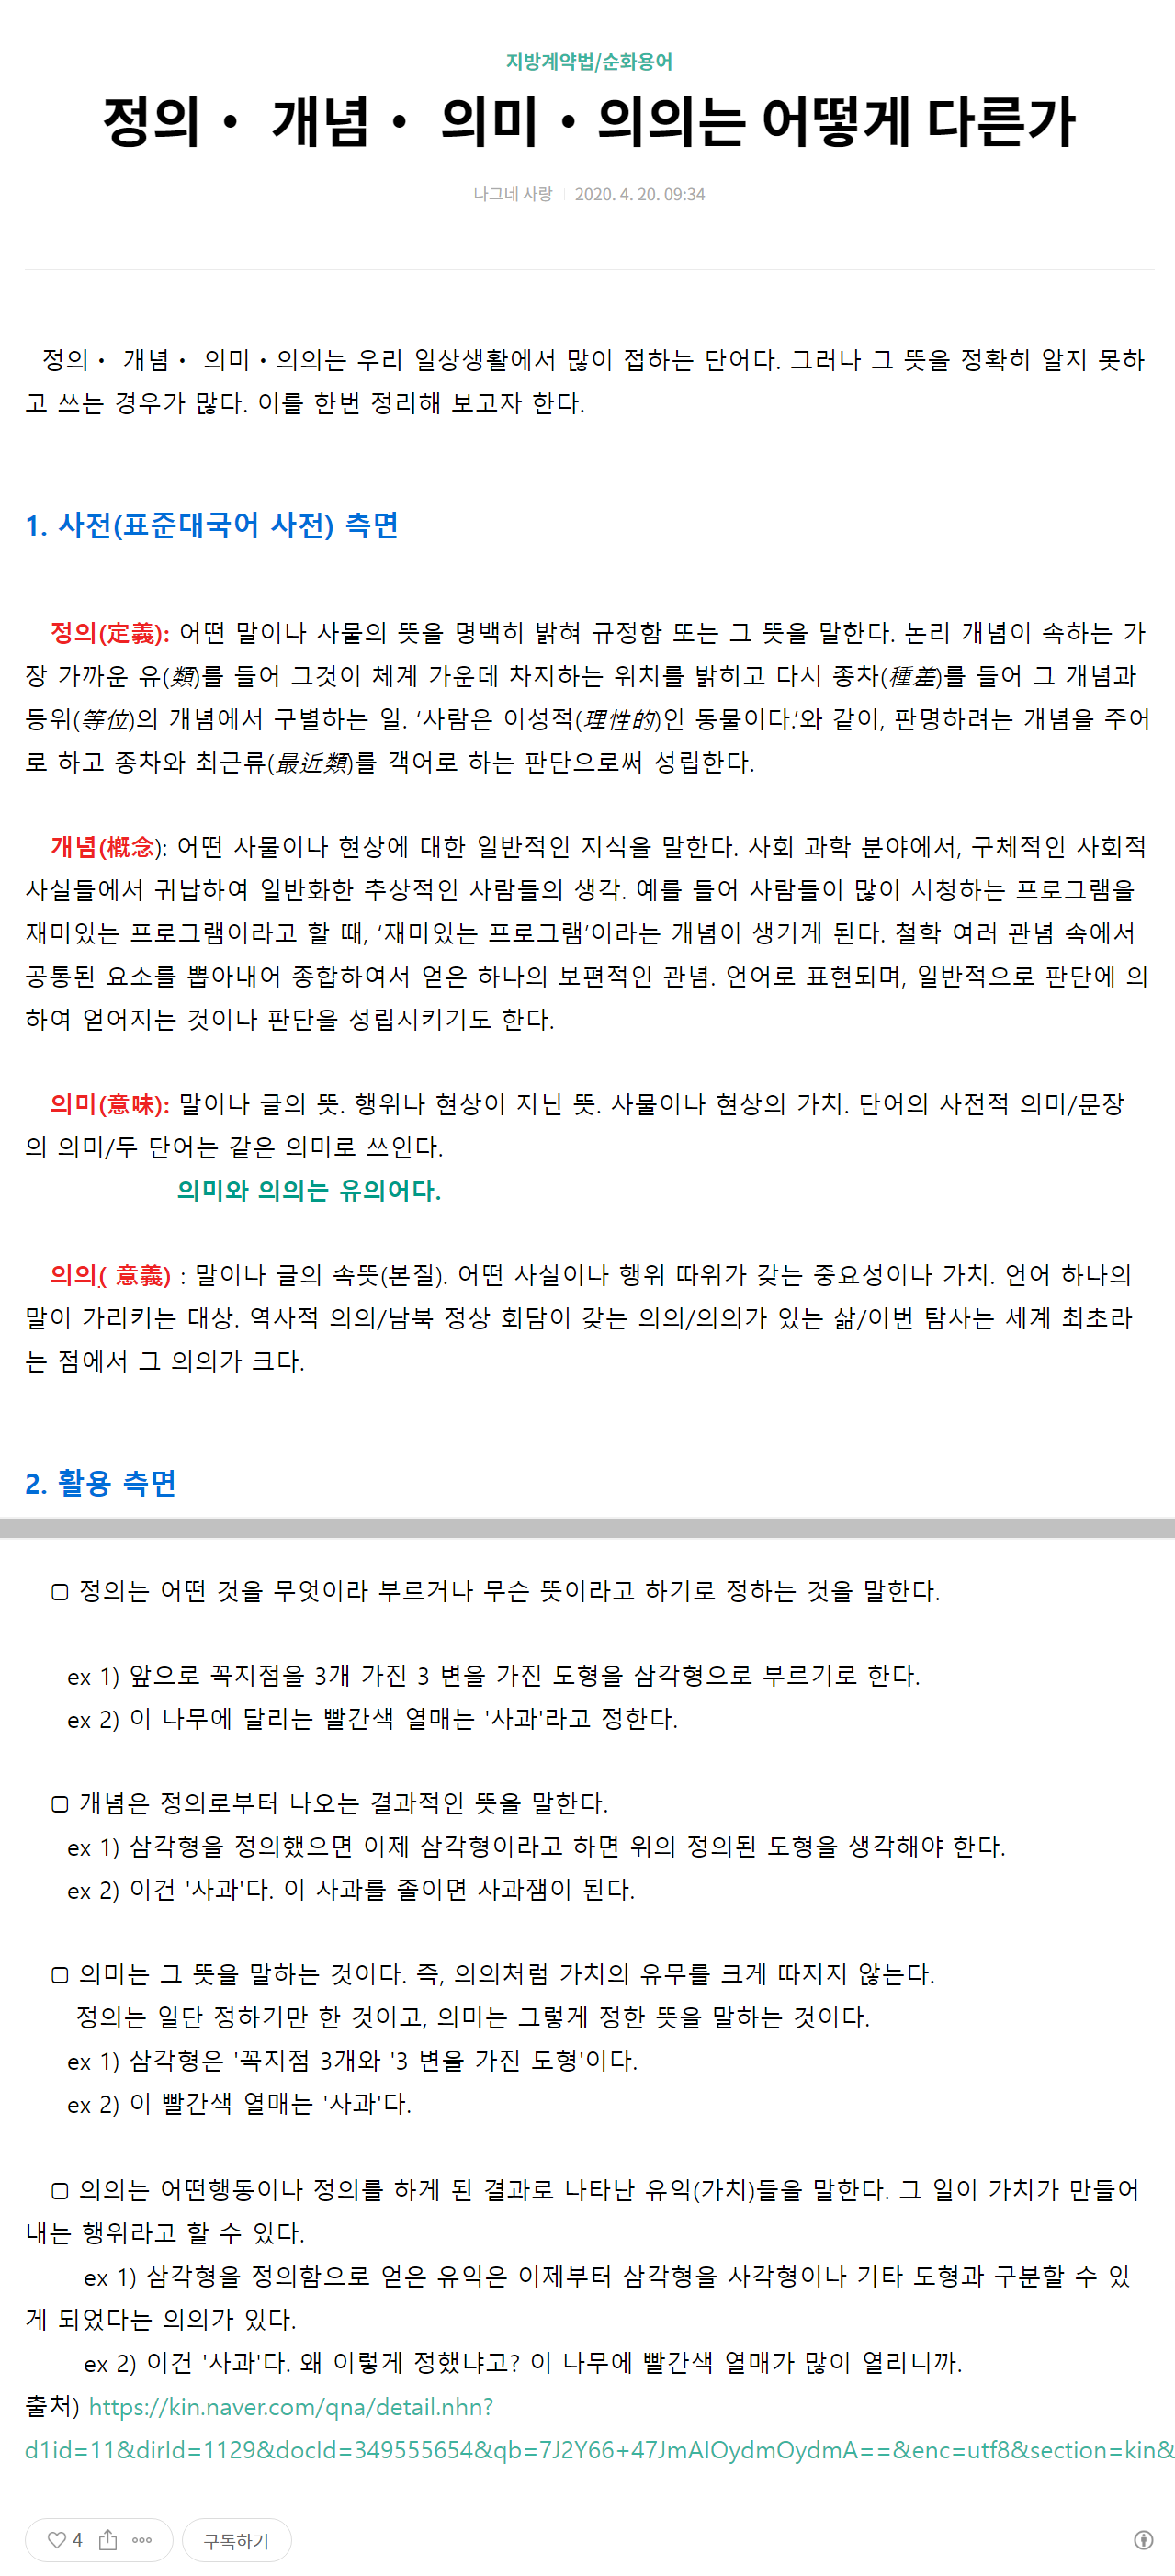 지방계약법/순화용어
정의 • 개념 • 의미 • 의의는 어떻게 다른가
나그네 사랑 2020. 4. 20. 09:34
정의 • 개념 • 의미 • 의의는 우리 일상생활에서 많이 접하는 단어다. 그러나 그 뜻을 정확히 알지 못하
고 쓰는 경우가 많다. 이를 한번 정리해 보고자 한다.
1. 사전(표준대국어 사전) 측면
정의(定義): 어떤 말이나 사물의 뜻을 명백히 밝혀 규정함 또는 그 뜻을 말한다. 논리 개념이 속하는 가
장 가까운 유(類)를 들어 그것이 체계 가운데 차지하는 위치를 밝히고 다시 종차(種差)를 들어 그 개념과
등위(等位)의 개념에서 구별하는 일. ‘사람은 이성적(理性的)인 동물이다.’와 같이, 판명하려는 개념을 주어
로 하고 종차와 최근류(最近類)를 객어로 하는 판단으로써 성립한다.
개념(槪念): 어떤 사물이나 현상에 대한 일반적인 지식을 말한다. 사회 과학 분야에서, 구체적인 사회적
사실들에서 귀납하여 일반화한 추상적인 사람들의 생각. 예를 들어 사람들이 많이 시청하는 프로그램을
재미있는 프로그램이라고 할 때, ‘재미있는 프로그램’이라는 개념이 생기게 된다. 철학 여러 관념 속에서
공통된 요소를 뽑아내어 종합하여서 얻은 하나의 보편적인 관념. 언어로 표현되며, 일반적으로 판단에 의
하여 얻어지는 것이나 판단을 성립시키기도 한다.
의미(意味): 말이나 글의 뜻. 행위나 현상이 지닌 뜻. 사물이나 현상의 가치. 단어의 사전적 의미/문장
의 의미/두 단어는 같은 의미로 쓰인다.
의미와 의의는 유의어다.
의의( 意義) : 말이나 글의 속뜻(본질). 어떤 사실이나 행위 따위가 갖는 중요성이나 가치. 언어 하나의
말이 가리키는 대상. 역사적 의의/남북 정상 회담이 갖는 의의/의의가 있는 삶/이번 탐사는 세계 최초라
는 점에서 그 의의가 크다.
2. 활용 측면
▢ 정의는 어떤 것을 무엇이라 부르거나 무슨 뜻이라고 하기로 정하는 것을 말한다.
ex 1) 앞으로 꼭지점을 3개 가진 3 변을 가진 도형을 삼각형으로 부르기로 한다.
ex 2) 이 나무에 달리는 빨간색 열매는 '사과'라고 정한다.
▢ 개념은 정의로부터 나오는 결과적인 뜻을 말한다.
ex 1) 삼각형을 정의했으면 이제 삼각형이라고 하면 위의 정의된 도형을 생각해야 한다.
ex 2) 이건 '사과'다. 이 사과를 졸이면 사과잼이 된다.
▢ 의미는 그 뜻을 말하는 것이다. 즉, 의의처럼 가치의 유무를 크게 따지지 않는다.
정의는 일단 정하기만 한 것이고, 의미는 그렇게 정한 뜻을 말하는 것이다.
ex 1) 삼각형은 '꼭지점 3개와 '3 변을 가진 도형'이다.
ex 2) 이 빨간색 열매는 '사과'다.
▢ 의의는 어떤행동이나 정의를 하게 된 결과로 나타난 유익(가치)들을 말한다. 그 일이 가치가 만들어
내는 행위라고 할 수 있다.
ex 1) 삼각형을 정의함으로 얻은 유익은 이제부터 삼각형을 사각형이나 기타 도형과 구분할 수 있
게 되었다는 의의가 있다.
ex 2) 이건 '사과'다. 왜 이렇게 정했냐고? 이 나무에 빨간색 열매가 많이 열리니까.
출처) https://kin.naver.com/qna/detail.nhn?
d1id=11&dirId=1129&docId=349555654&qb=7J2Y66+47JmAIOydmOydmA==&enc=utf8&section=kin&
4 구독하기